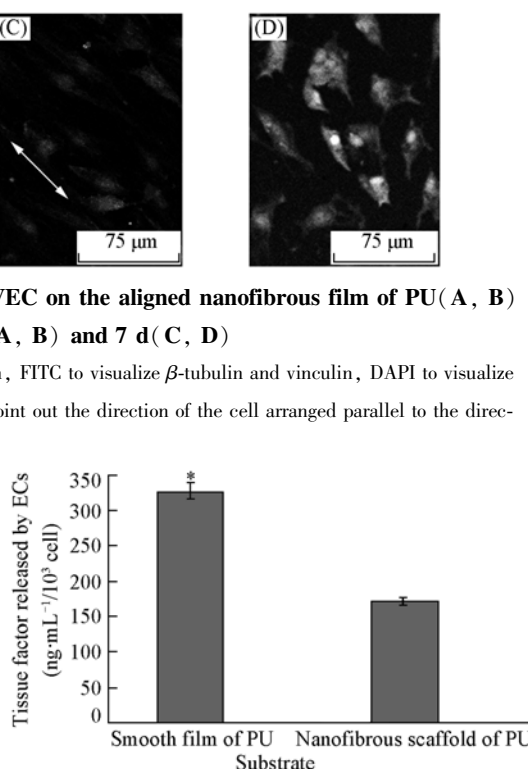 (C)
(D)
75 μm
75 μm
VEC on the aligned nanofibrous film of PU(A, B)
A, B) and 7 d(C, D)
, FITC to visualize β-tubulin and vinculin, DAPI to visualize
oint out the direction of the cell arranged parallel to the direc-
Tissue factor released by ECs
(ng·mL⁻¹/10³ cell)
350
300
250
200
150
100
50
0
*
Smooth film of PU
Nanofibrous scaffold of PU
Substrate